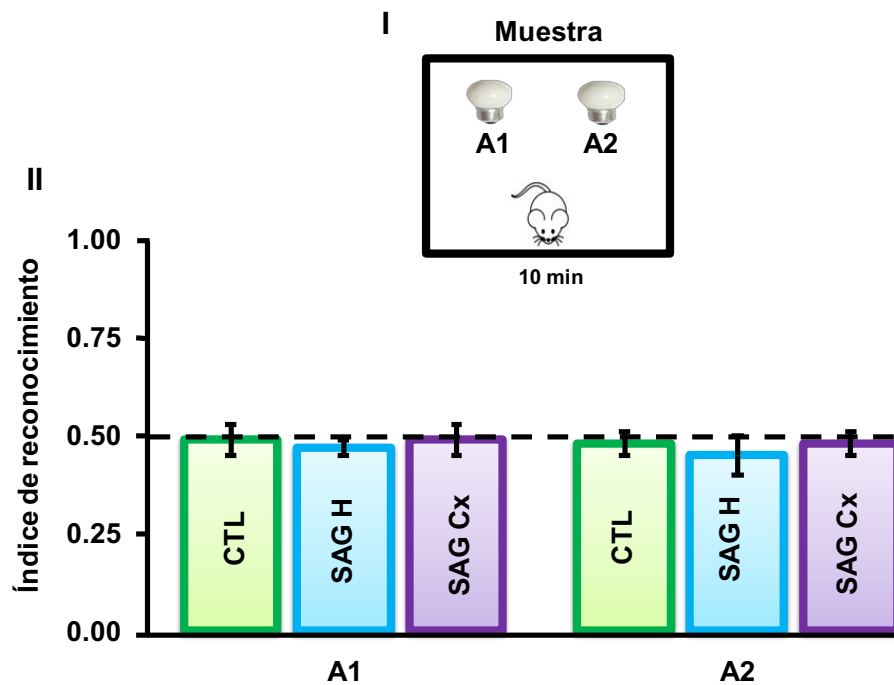 I
Muestra
A1 A2
10 min
II
Índice de reconocimiento
1.00
0.75
0.50
0.25
0.00
CTL SAG H SAG Cx CTL SAG H SAG Cx
A1 A2